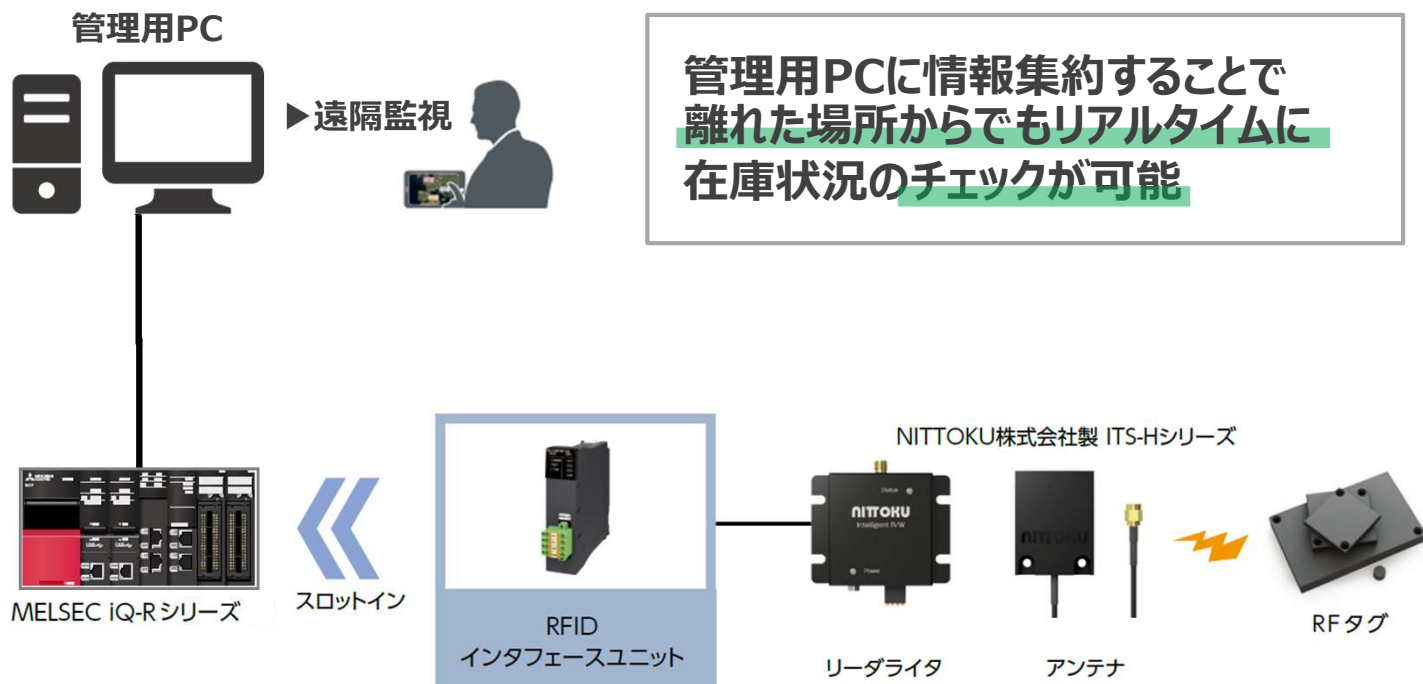 管理用PC
▶遠隔監視
管理用PCに情報集約することで
離れた場所からでもリアルタイムに
在庫状況のチェックが可能
NITTOKU株式会社製 ITS-Hシリーズ
Status
NITTOKU
Intelligent R/W
Power
NITTOKU
MELSEC iQ-Rシリーズ
スロットイン
RFID
インタフェースユニット
リーダライタ
アンテナ
RFタグ